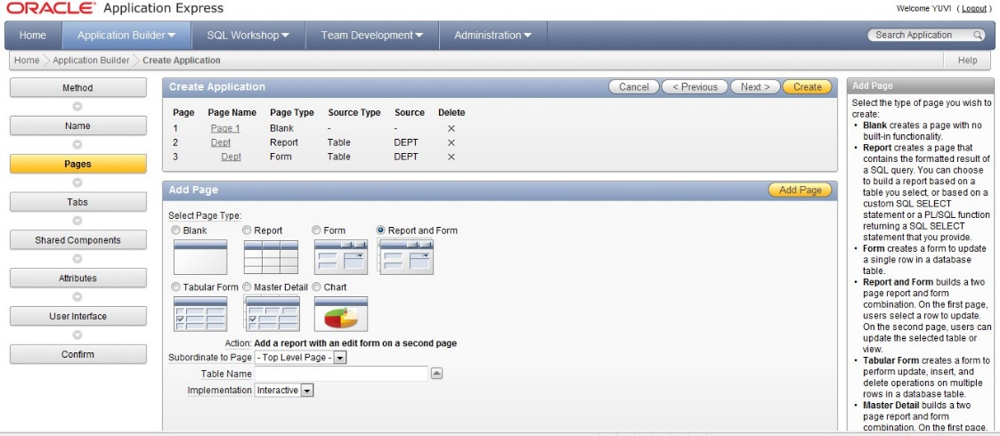 ORACLE® Application Express
Welcome YUVI ( Logout )
Home Application Builder SQL Workshop Team Development Administration Search Application
Home Application Builder Create Application Help
Method
Name
Pages
Tabs
Shared Components
Attributes
User Interface
Confirm
Create Application Cancel < Previous Next > Create
Page Page Name Page Type Source Type Source Delete
1 Page 1 Blank - - X
2 Dept Report Table DEPT X
3 Dept Form Table DEPT X
Add Page Add Page
Select Page Type:
Blank Report Form Report and Form
Tabular Form Master Detail Chart
Action: Add a report with an edit form on a second page
Subordinate to Page - Top Level Page -
Table Name
Implementation Interactive
Add Page
Select the type of page you wish to
create:
• Blank creates a page with no
built-in functionality.
• Report creates a page that
contains the formatted result of
a SQL query. You can choose
to build a report based on a
table you select, or based on a
custom SQL SELECT
statement or a PL/SQL function
returning a SQL SELECT
statement that you provide.
• Form creates a form to update
a single row in a database
table.
• Report and Form builds a two
page report and form
combination. On the first page,
users select a row to update.
On the second page, users can
update the selected table or
view.
• Tabular Form creates a form to
perform update, insert, and
delete operations on multiple
rows in a database table.
• Master Detail builds a two
page report and form
combination. On the first page,